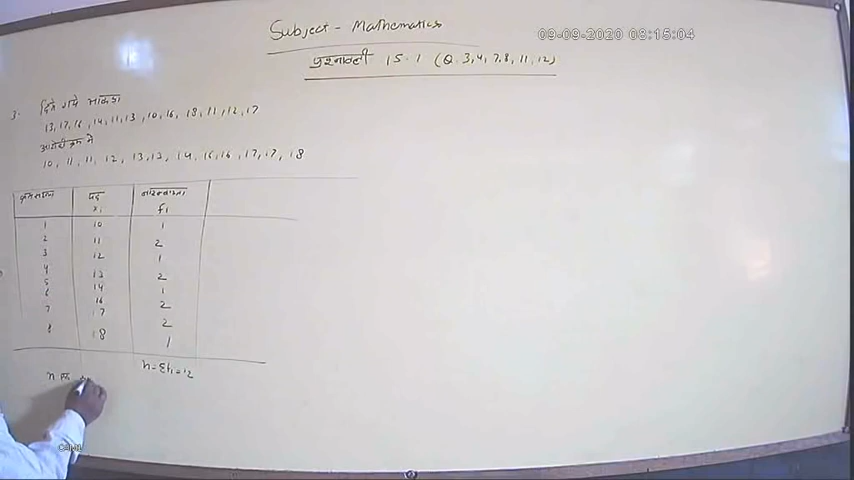 Subject - Mathematics
09-09-2020 08:15:04
प्रश्नावली 15.1 (Q. 3,4,7,8,11,12)
3. दिये गये आंकड़े
13,17,16,14,11,13,10,16,18,11,12,17
आरोही क्रम में
10, 11, 11, 12, 13,13, 14, 16,16, 17,17, 18
पद बारम्बारता
xi fi
1 10 1
2 11 2
3 12 1
4 13 2
5 14 1
6 16 2
7 17 2
8 18 1
n=Σfi=12
n